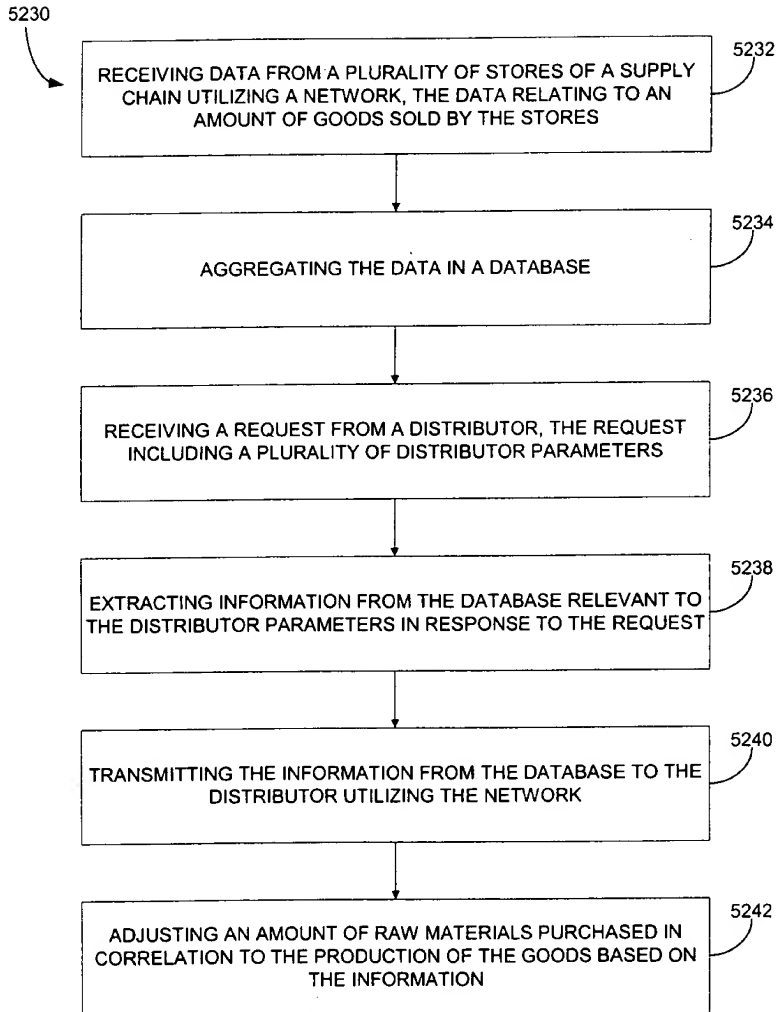 5230
5232
RECEIVING DATA FROM A PLURALITY OF STORES OF A SUPPLY
CHAIN UTILIZING A NETWORK, THE DATA RELATING TO AN
AMOUNT OF GOODS SOLD BY THE STORES
5234
AGGREGATING THE DATA IN A DATABASE
5236
RECEIVING A REQUEST FROM A DISTRIBUTOR, THE REQUEST
INCLUDING A PLURALITY OF DISTRIBUTOR PARAMETERS
5238
EXTRACTING INFORMATION FROM THE DATABASE RELEVANT TO
THE DISTRIBUTOR PARAMETERS IN RESPONSE TO THE REQUEST
5240
TRANSMITTING THE INFORMATION FROM THE DATABASE TO THE
DISTRIBUTOR UTILIZING THE NETWORK
5242
ADJUSTING AN AMOUNT OF RAW MATERIALS PURCHASED IN
CORRELATION TO THE PRODUCTION OF THE GOODS BASED ON
THE INFORMATION